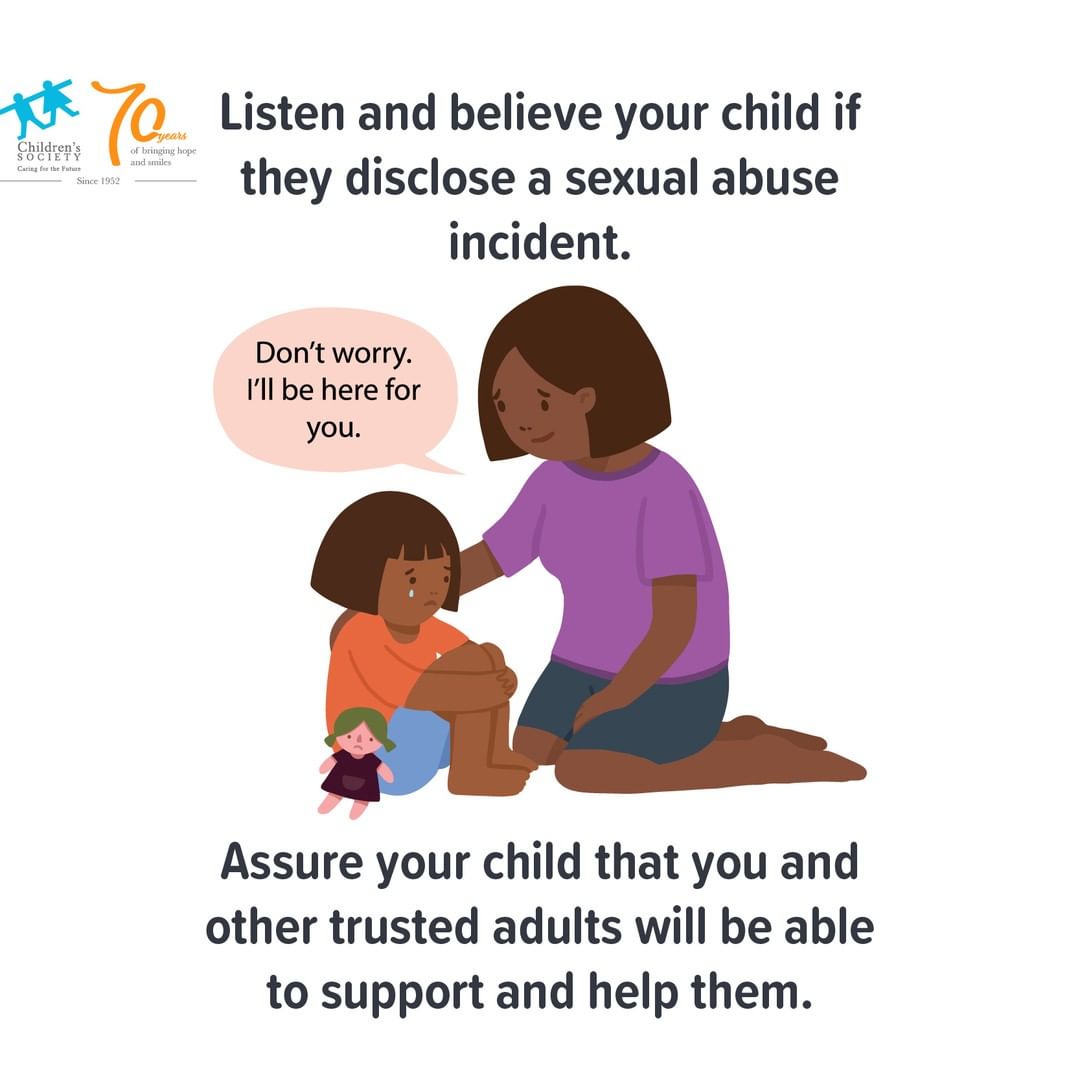 Children's
SOCIETY
Caring for the Future
70 years
of bringing hope
and smiles
Since 1952
Listen and believe your child if
they disclose a sexual abuse
incident.
Don't worry.
I'll be here for
you.
Assure your child that you and
other trusted adults will be able
to support and help them.